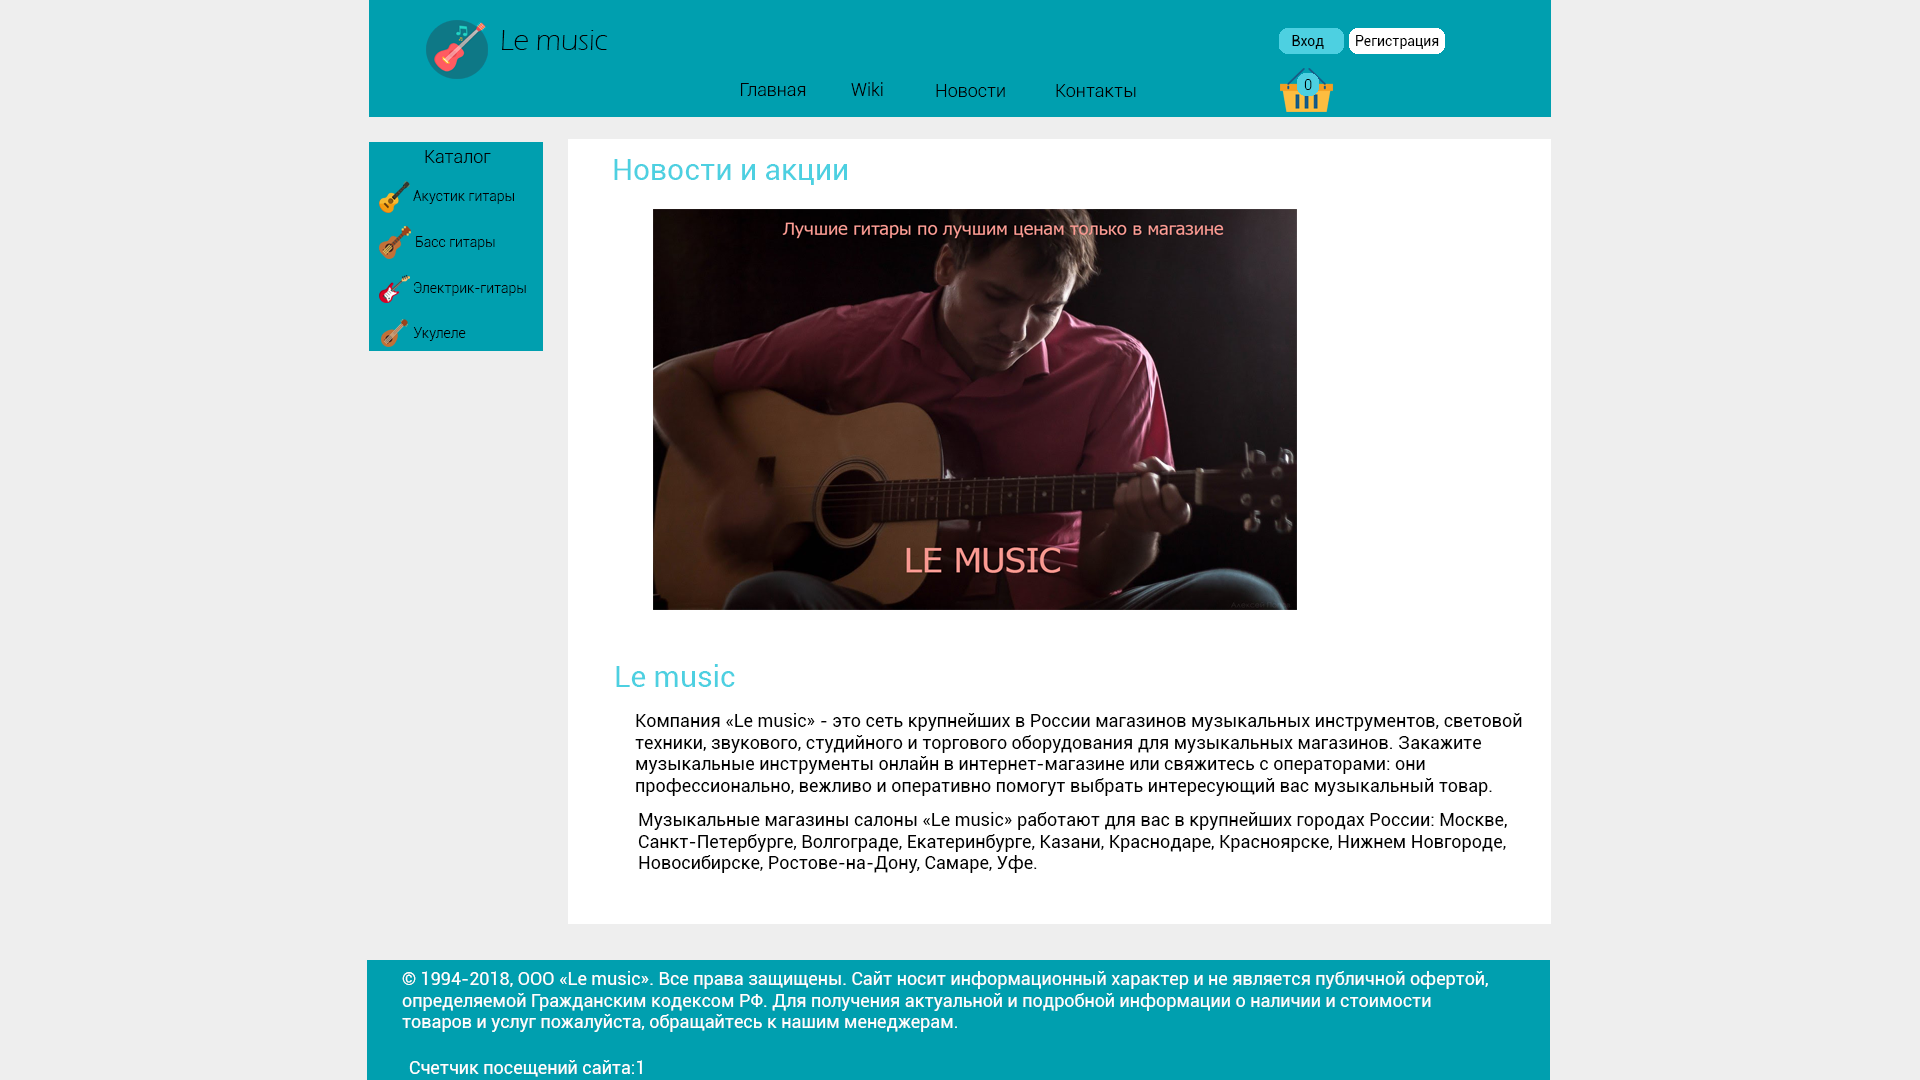 Le music
Вход
Регистрация
Главная
Wiki
Новости
Контакты
0
Каталог
Акустик гитары
Басс гитары
Электрик-гитары
Укулеле
Новости и акции
Лучшие гитары по лучшим ценам только в магазине
LE MUSIC
Le music
Компания «Le music» - это сеть крупнейших в России магазинов музыкальных инструментов, световой
техники, звукового, студийного и торгового оборудования для музыкальных магазинов. Закажите
музыкальные инструменты онлайн в интернет-магазине или свяжитесь с операторами: они
профессионально, вежливо и оперативно помогут выбрать интересующий вас музыкальный товар.
Музыкальные магазины салоны «Le music» работают для вас в крупнейших городах России: Москве,
Санкт-Петербурге, Волгограде, Екатеринбурге, Казани, Краснодаре, Красноярске, Нижнем Новгороде,
Новосибирске, Ростове-на-Дону, Самаре, Уфе.
© 1994-2018, ООО «Le music». Все права защищены. Сайт носит информационный характер и не является публичной офертой,
определяемой Гражданским кодексом РФ. Для получения актуальной и подробной информации о наличии и стоимости
товаров и услуг пожалуйста, обращайтесь к нашим менеджерам.
Счетчик посещений сайта:1